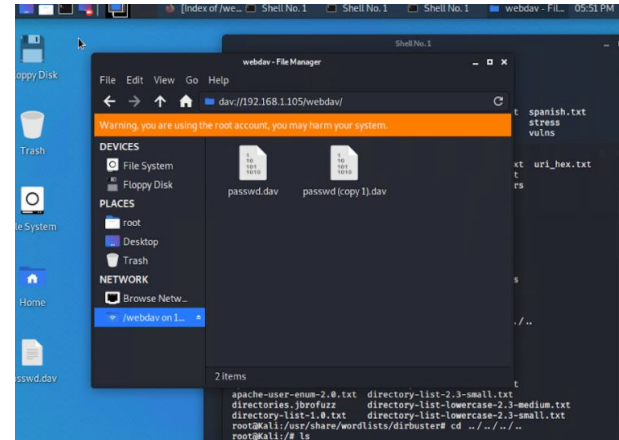 [Index of /we...
Shell No. 1
Shell No. 1
Shell No. 1
webdav - Fil...
05:51 PM
Shell No.1
webdav - File Manager
File Edit View Go Help
dav://192.168.1.105/webdav/
Warning, you are using the root account, you may harm your system.
DEVICES
File System
Floppy Disk
PLACES
root
Desktop
Trash
NETWORK
Browse Netw...
/webdav on 1...
passwd.dav
passwd (copy 1).dav
2 items
oppy Disk
Trash
le System
Home
sswd.dav
t spanish.txt
stress
vulns
xt uri_hex.txt
t
rs
s
./..
t
apache-user-enum-2.0.txt directory-list-2.3-small.txt
directories.jbrofuzz directory-list-lowercase-2.3-medium.txt
directory-list-1.0.txt directory-list-lowercase-2.3-small.txt
root@Kali:/usr/share/wordlists/dirbuster# cd ../../../..
root@Kali:/# ls